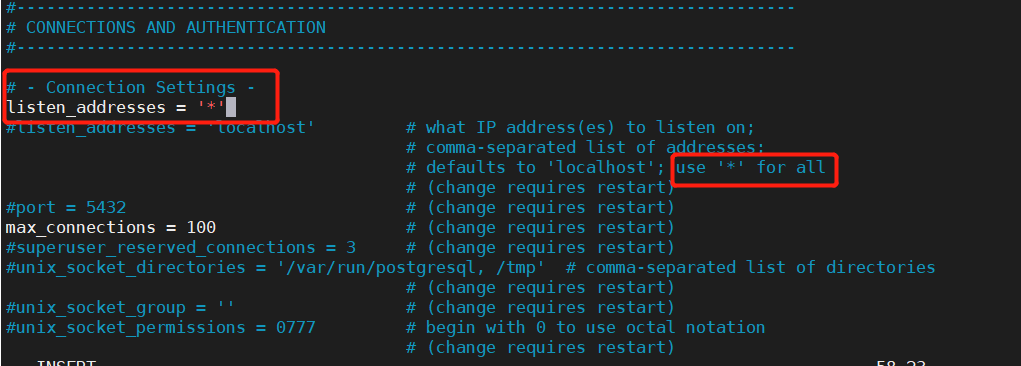 #------------------------------------------------------------------------------
# CONNECTIONS AND AUTHENTICATION
#------------------------------------------------------------------------------
# - Connection Settings -
listen_addresses = '*'
#listen_addresses = 'localhost' # what IP address(es) to listen on;
# comma-separated list of addresses;
# defaults to 'localhost'; use '*' for all
# (change requires restart)
#port = 5432 # (change requires restart)
max_connections = 100 # (change requires restart)
#superuser_reserved_connections = 3 # (change requires restart)
#unix_socket_directories = '/var/run/postgresql, /tmp' # comma-separated list of directories
# (change requires restart)
#unix_socket_group = '' # (change requires restart)
#unix_socket_permissions = 0777 # begin with 0 to use octal notation
# (change requires restart)
-- INSERT -- 58,23